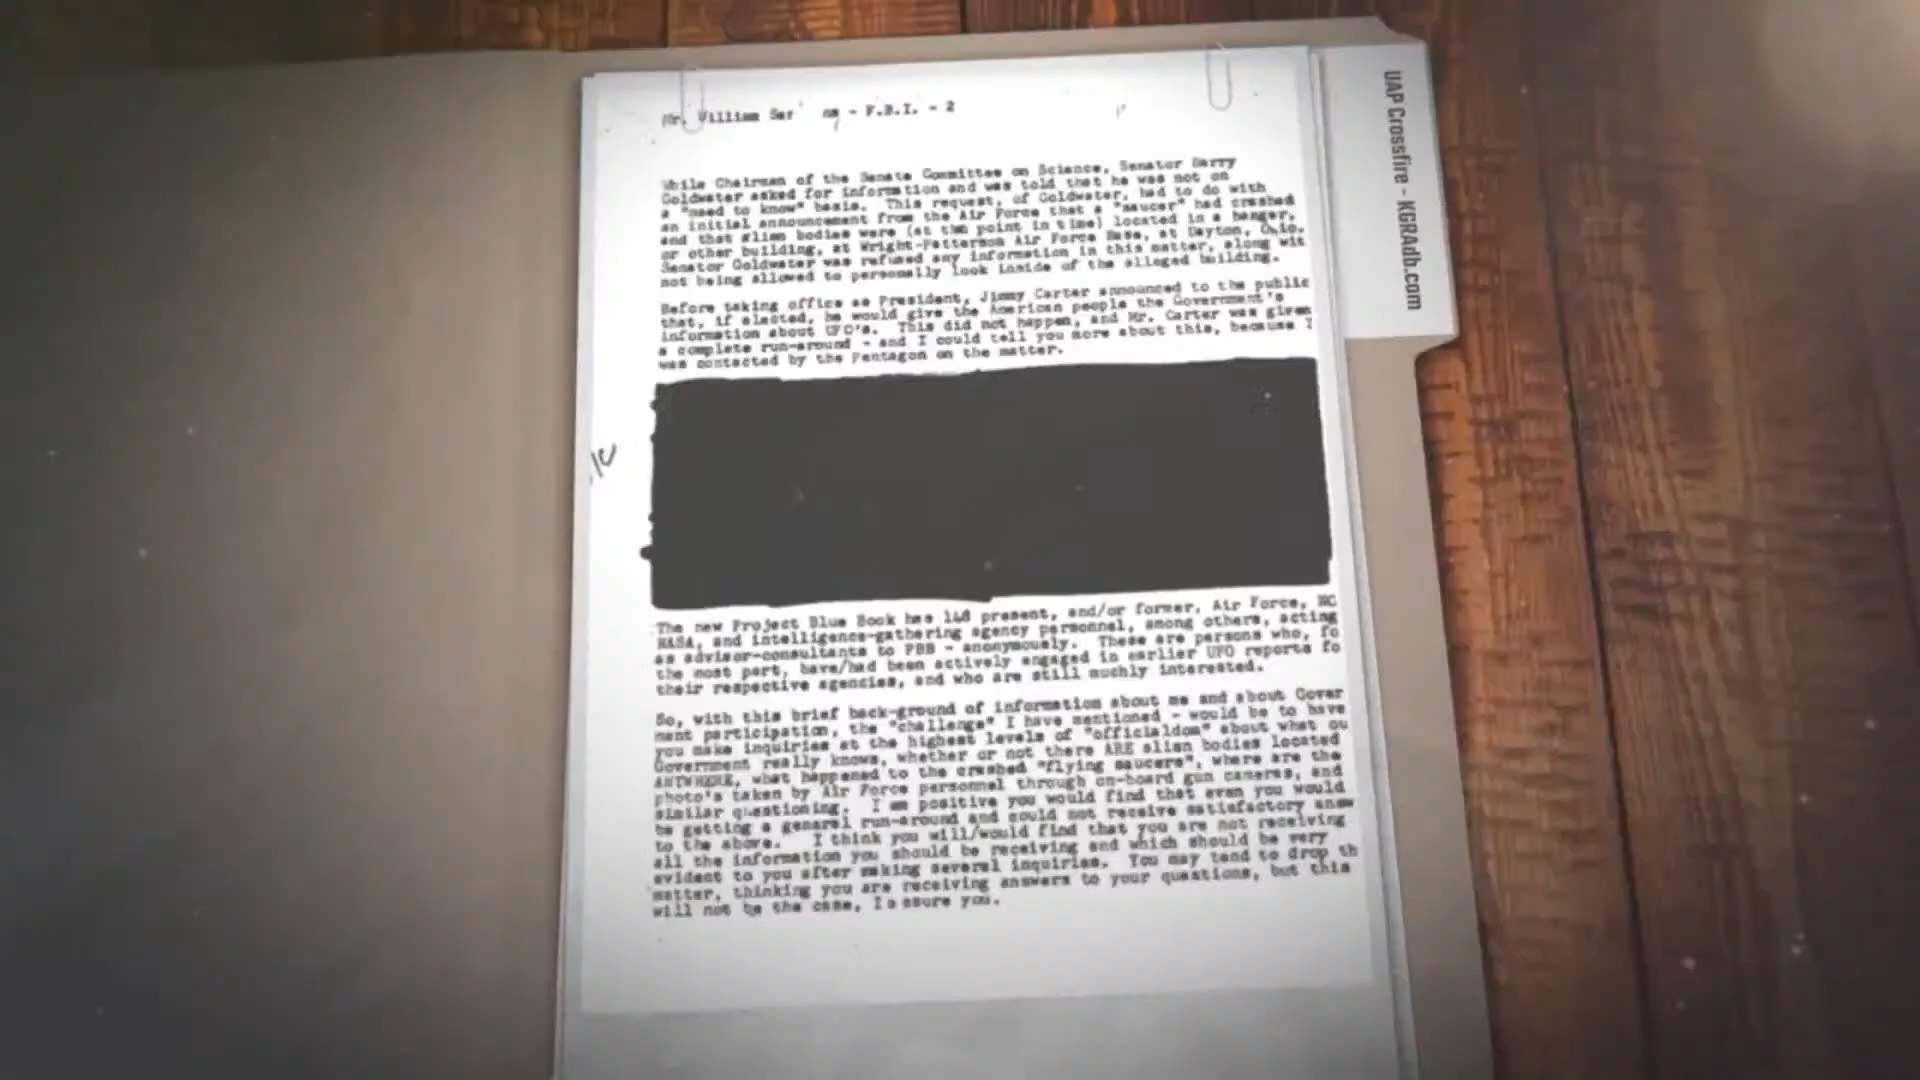 Mr. William Ser ns - F.B.I. - 2
While Chairman of the Senate Committee on Science, Senator Barry
Goldwater asked for information and was told that he was not on
a "need to know" basis. This request, of Goldwater, had to do with
an initial announcement from the Air Force that a "saucer" had crashed
and that alien bodies were (at the point in time) located in a hanger,
or other building, at Wright-Patterson Air Force Base, at Dayton, Ohio.
Senator Goldwater was refused any information in this matter, along wit
not being allowed to personally look inside of the alleged building.
Before taking office as President, Jimmy Carter announced to the public
that, if elected, he would give the American people the Government's
information about UFO's. This did not happen, and Mr. Carter was given
a complete run-around - and I could tell you more about this, because I
was contacted by the Pentagon on the matter.
The new Project Blue Book has 148 present, and/or former, Air Force,
NASA, and intelligence-gathering agency personnel, among others, acting
as advisor-consultants to PBB - anonymously. These are persons who, fo
the most part, have/had been actively engaged in earlier UFO reports fo
their respective agencies, and who are still muchly interested.
So, with this brief back-ground of information about me and about Gover
ment participation, the "challenge" I have mentioned - would be to have
you make inquiries at the highest levels of "officialdom" about what ou
Government really knows, whether or not there ARE alien bodies located
ANYWHERE, what happened to the crashed "flying saucers", where are the
photo's taken by Air Force personnel through on-board gun cameras, and
similar questioning. I am positive you would find that even you would
be getting a general run-around and could not receive satisfactory answ
to the above. I think you will/would find that you are not receiving
all the information you should be receiving and which should be very
evident to you after making several inquiries. You may tend to drop th
matter, thinking you are receiving answers to your questions, but this
will not be the case, I assure you.
UAP Crossfire - KGRAdb.com